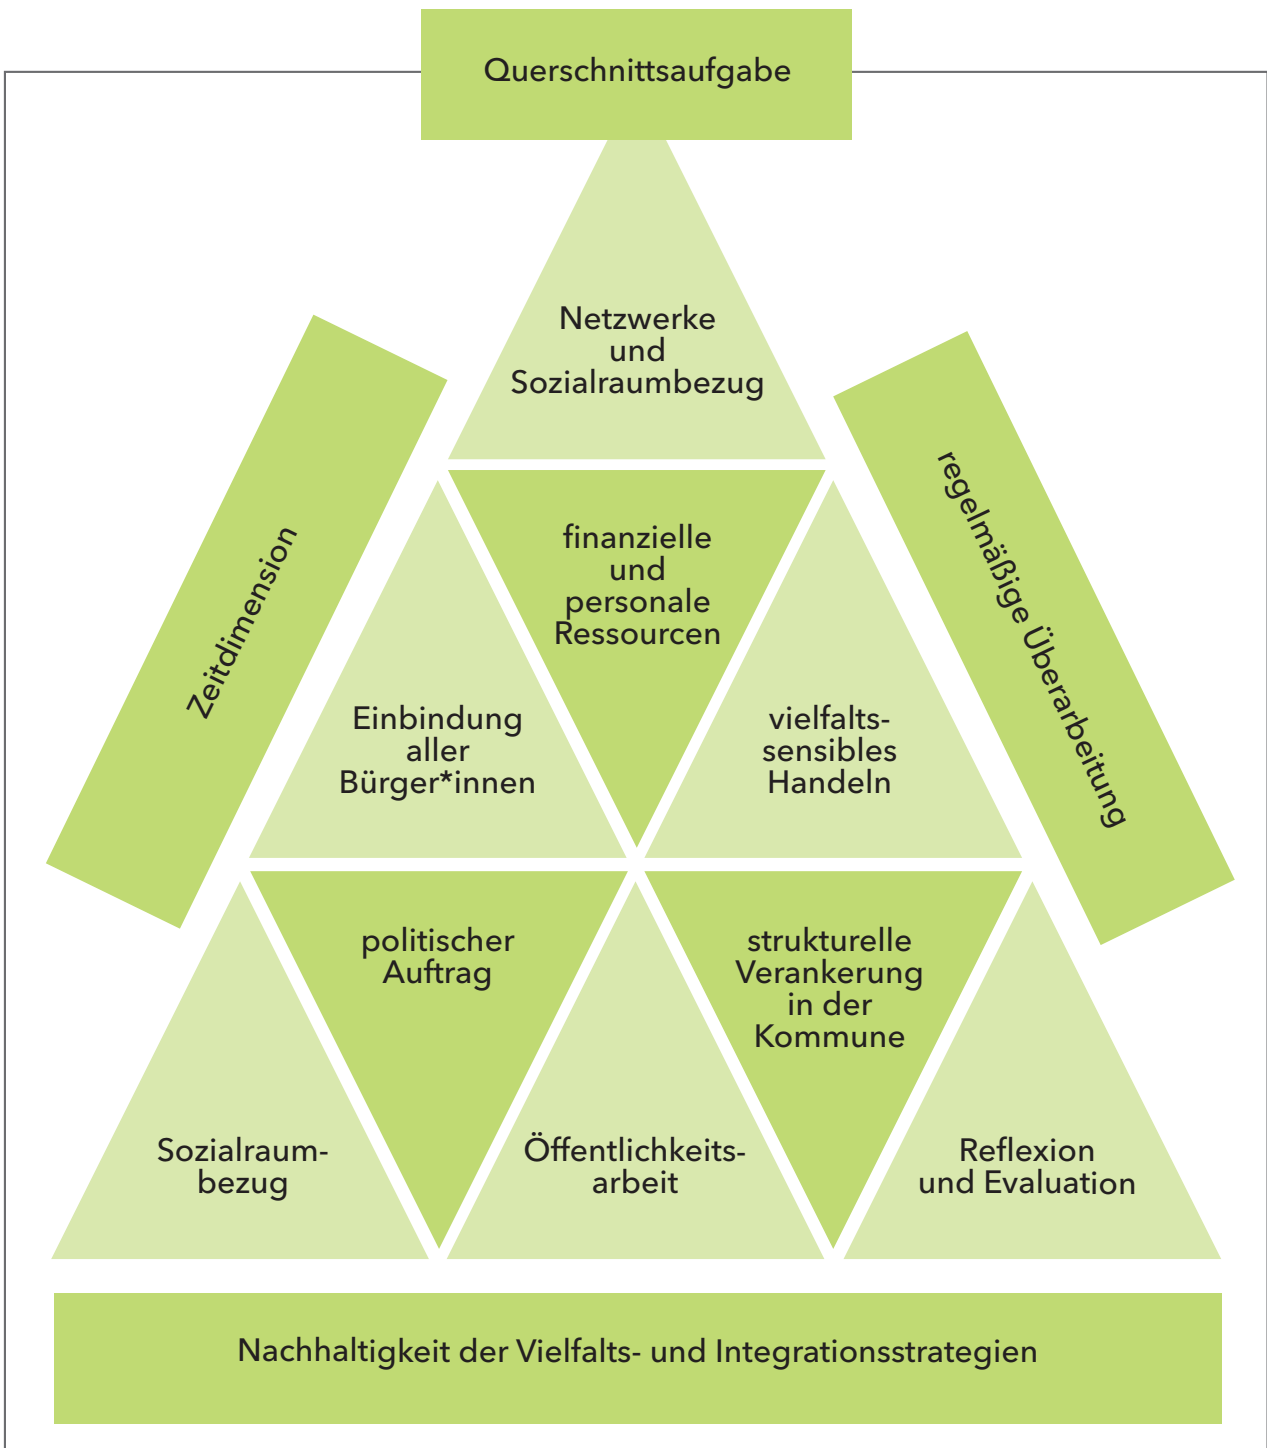 Querschnittsaufgabe
Netzwerke
und
Sozialraumbezug
Zeitdimension
regelmäßige Überarbeitung
finanzielle
und
personale
Ressourcen
Einbindung
aller
Bürger*innen
vielfalts-
sensibles
Handeln
politischer
Auftrag
strukturelle
Verankerung
in der
Kommune
Sozialraum-
bezug
Öffentlichkeits-
arbeit
Reflexion
und Evaluation
Nachhaltigkeit der Vielfalts- und Integrationsstrategien